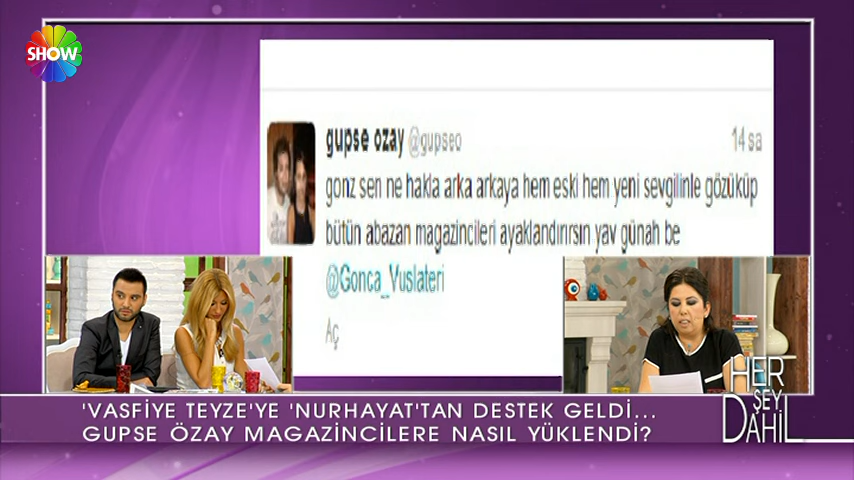 SHOW
gupse ozay @gupseo 14 sa
gonz sen ne hakla arka arkaya hem eski hem yeni sevgilinle gözüküp
bütün abazan magazincileri ayaklandırırsın yav günah be
@Gonca_Vuslateri
Aç
HER
ŞEY
DAHİL
'VASFİYE TEYZE'YE 'NURHAYAT'TAN DESTEK GELDİ...
GUPSE ÖZAY MAGAZİNCİLERE NASIL YÜKLENDİ?